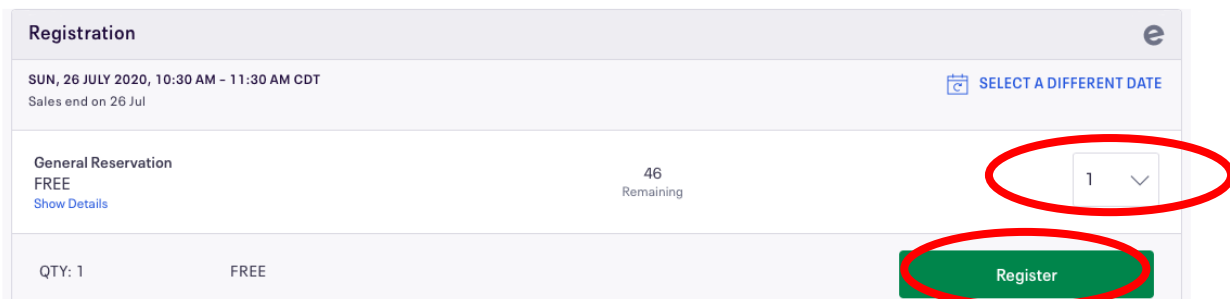 Registration
e
SUN, 26 JULY 2020, 10:30 AM - 11:30 AM CDT
Sales end on 26 Jul
SELECT A DIFFERENT DATE
General Reservation
FREE
Show Details
46
Remaining
1
QTY: 1
FREE
Register